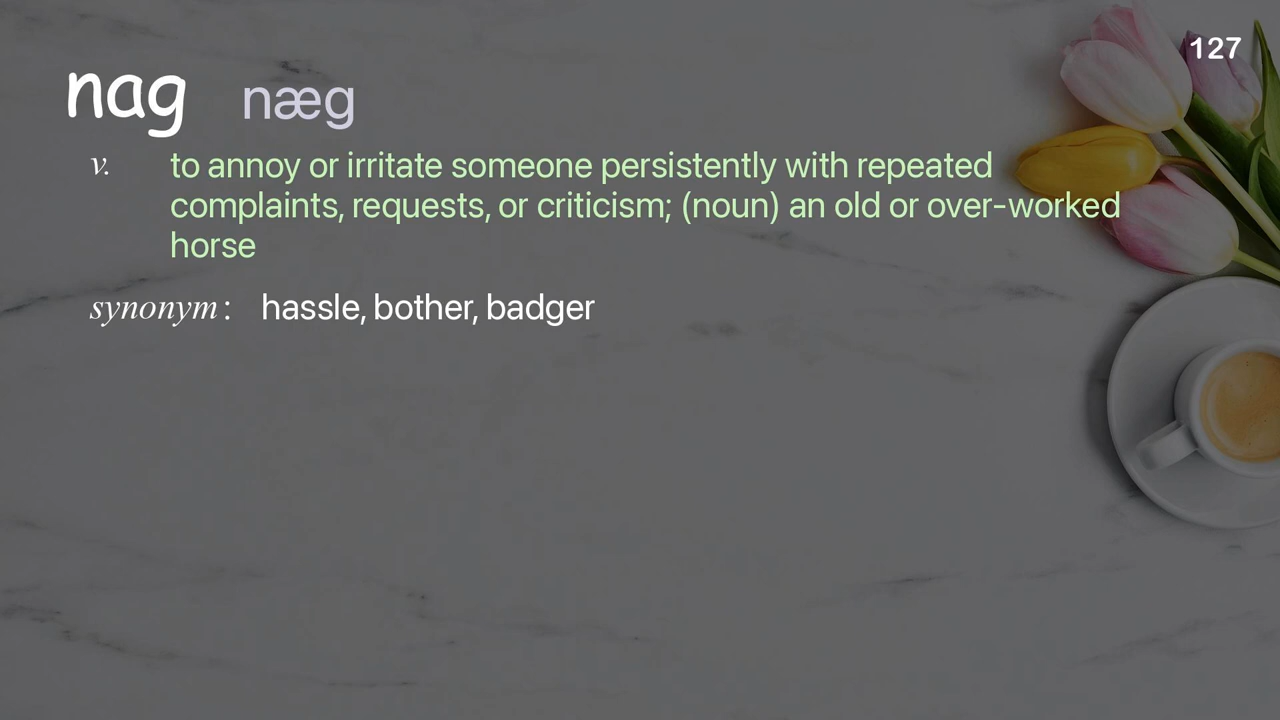 127
nag næg
v. to annoy or irritate someone persistently with repeated
complaints, requests, or criticism; (noun) an old or over-worked
horse
synonym: hassle, bother, badger